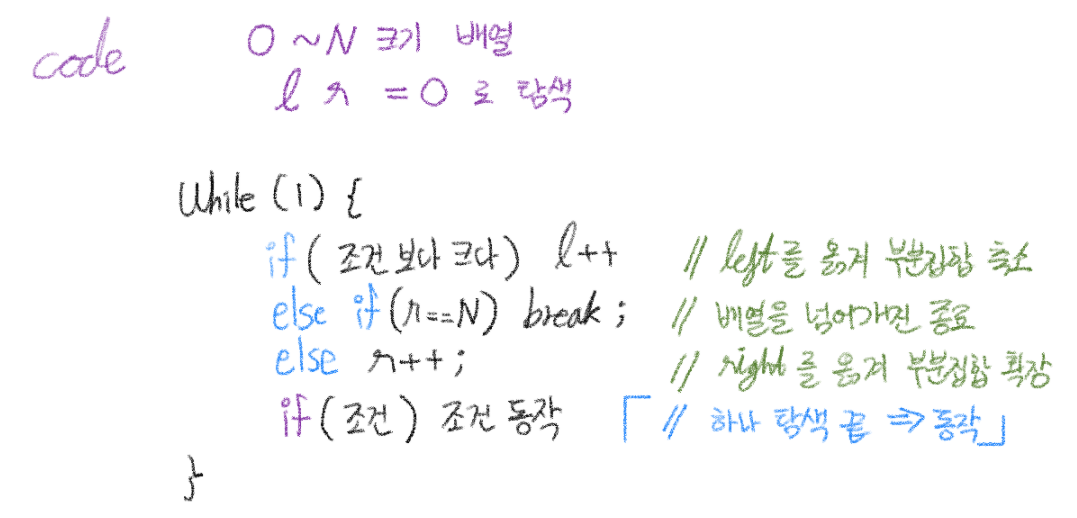 code 0 ~ N 크기 배열
l r = 0 로 탐색
While (1) {
if ( 조건 보다 크다 ) l++ // left를 옮겨 부분집합 축소
else if (r==N) break ; // 배열을 넘어가진 종료
else r++ ; // right를 옮겨 부분집합 확장
if ( 조건 ) 조건 동작 「 // 하나 탐색 끝 => 동작」
}